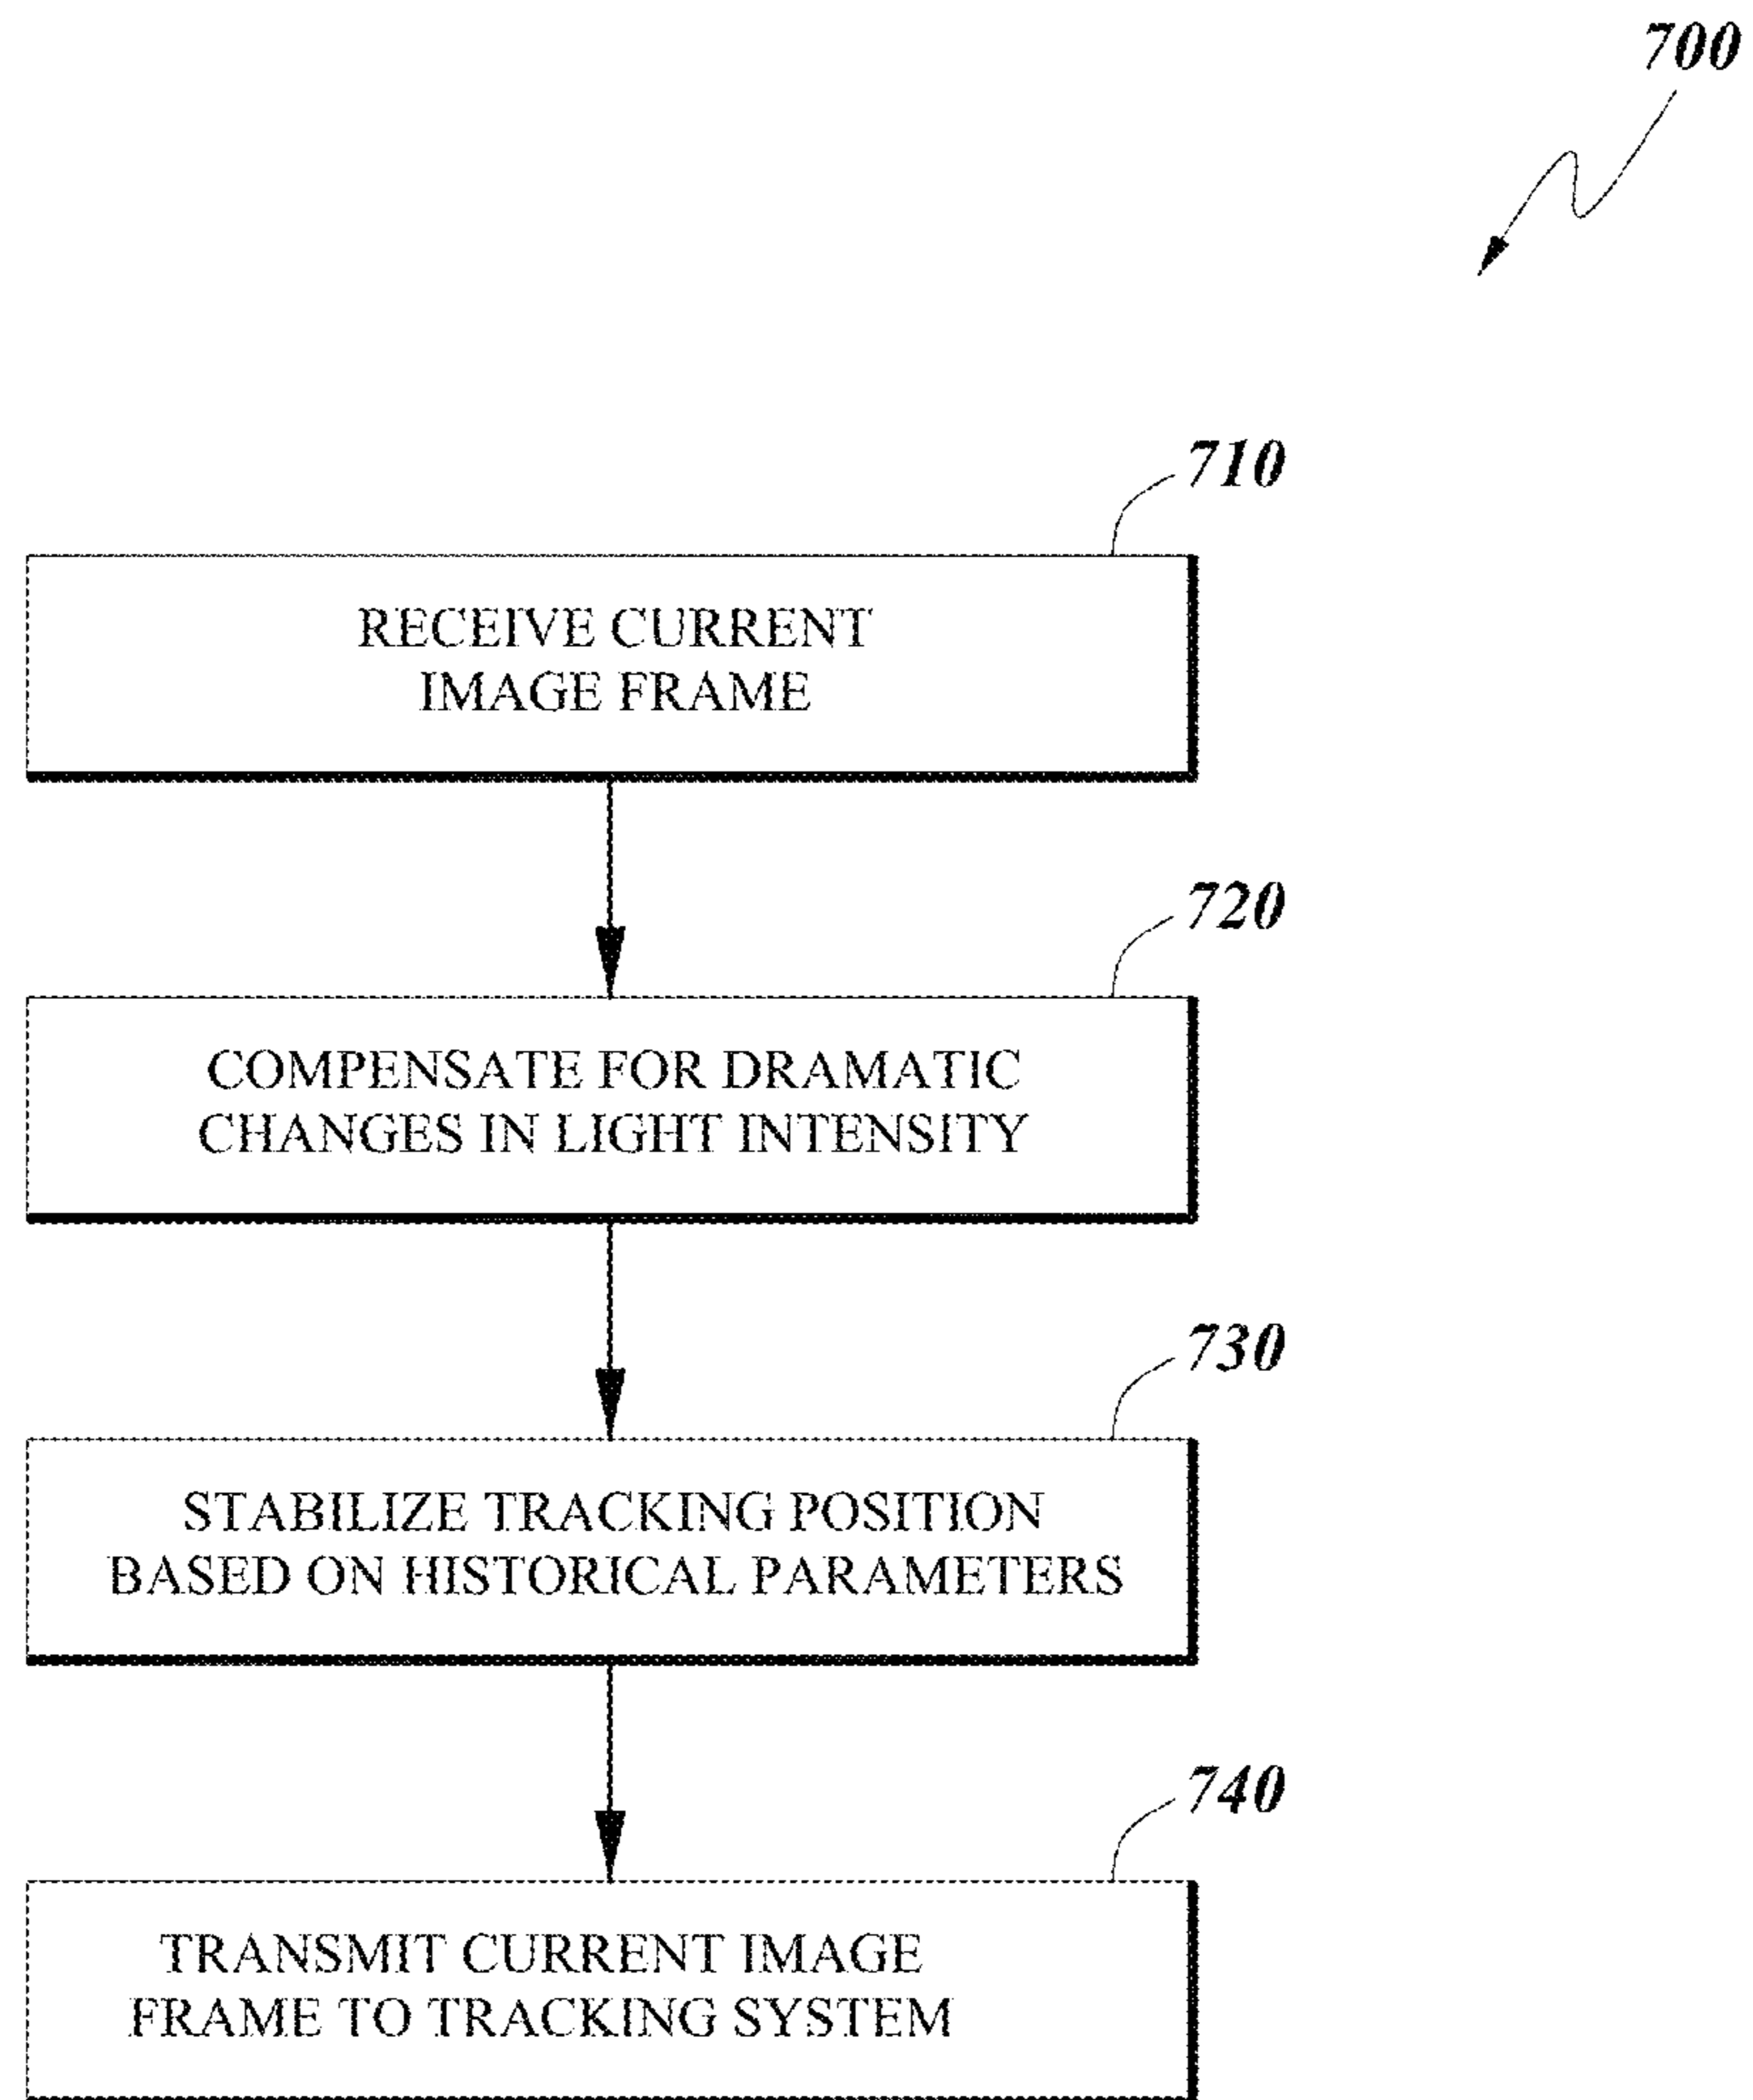 700
710
RECEIVE CURRENT
IMAGE FRAME
720
COMPENSATE FOR DRAMATIC
CHANGES IN LIGHT INTENSITY
730
STABILIZE TRACKING POSITION
BASED ON HISTORICAL PARAMETERS
740
TRANSMIT CURRENT IMAGE
FRAME TO TRACKING SYSTEM